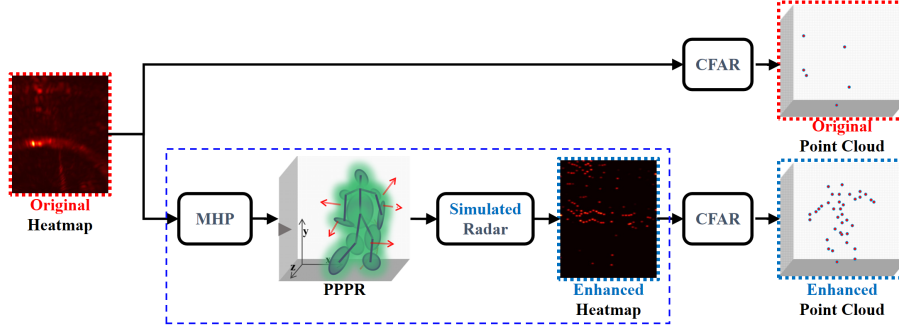 CFAR
Original
Point Cloud
Original
Heatmap
MHP
y
z
PPPR
Simulated
Radar
Enhanced
Heatmap
CFAR
Enhanced
Point Cloud